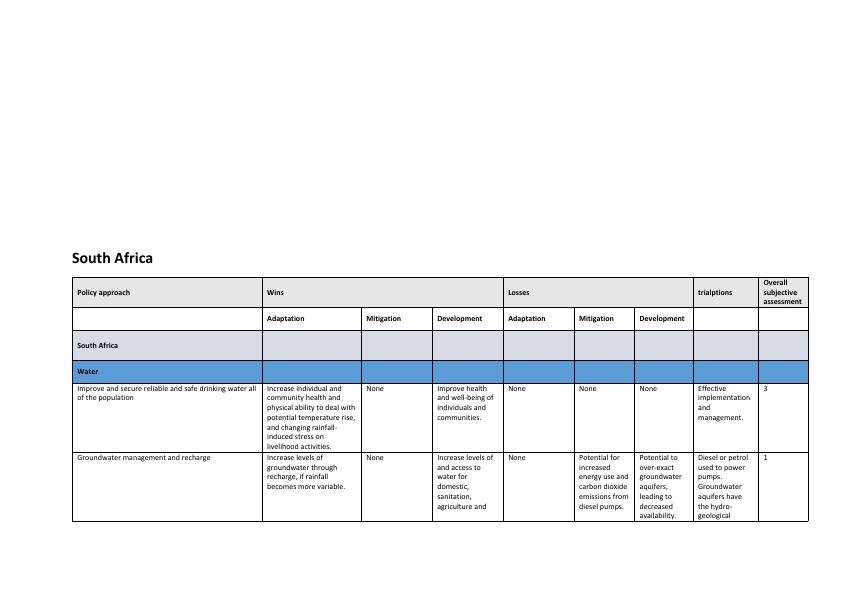 South Africa
Policy approach
Wins
Losses
trialptions
Overall
subjective
assessment
Adaptation
Mitigation
Development
Adaptation
Mitigation
Development
South Africa
Water
Improve and secure reliable and safe drinking water all
of the population
Increase individual and
community health and
physical ability to deal with
potential temperature rise,
and changing rainfall-
induced stress on
livelihood activities.
None
Improve health
and well-being of
individuals and
communities.
None
None
None
Effective
implementation
and
management.
3
Groundwater management and recharge
Increase levels of
groundwater through
recharge, if rainfall
becomes more variable.
None
Increase levels of
and access to
water for
domestic,
sanitation,
agriculture and
None
Potential for
increased
energy use and
carbon dioxide
emissions from
diesel pumps.
Potential to
over-exact
groundwater
aquifers,
leading to
decreased
availability.
Diesel or petrol
used to power
pumps.
Groundwater
aquifers have
the hydro-
geological
1